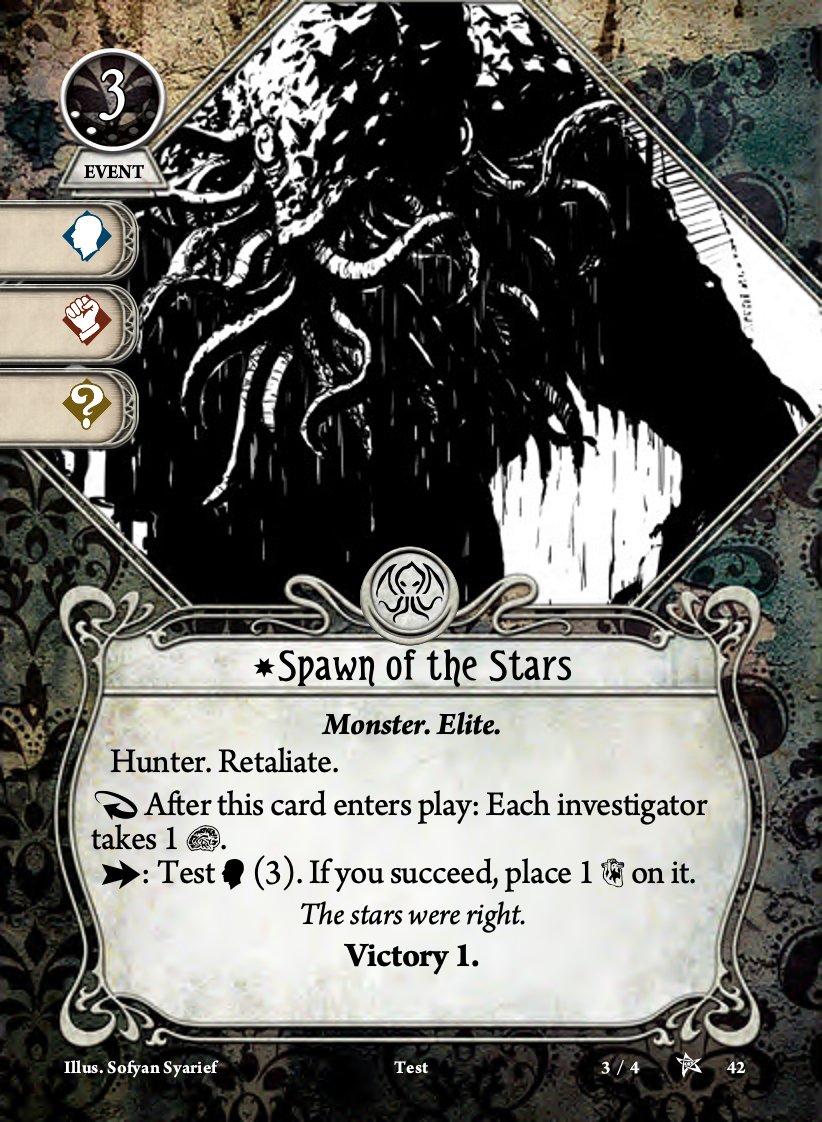 3
EVENT
?
Spawn of the Stars
Monster. Elite.
Hunter. Retaliate.
After this card enters play: Each investigator
takes 1 .
: Test (3). If you succeed, place 1 on it.
The stars were right.
Victory 1.
Illus. Sofyan Syarief
Test
3 / 4
42